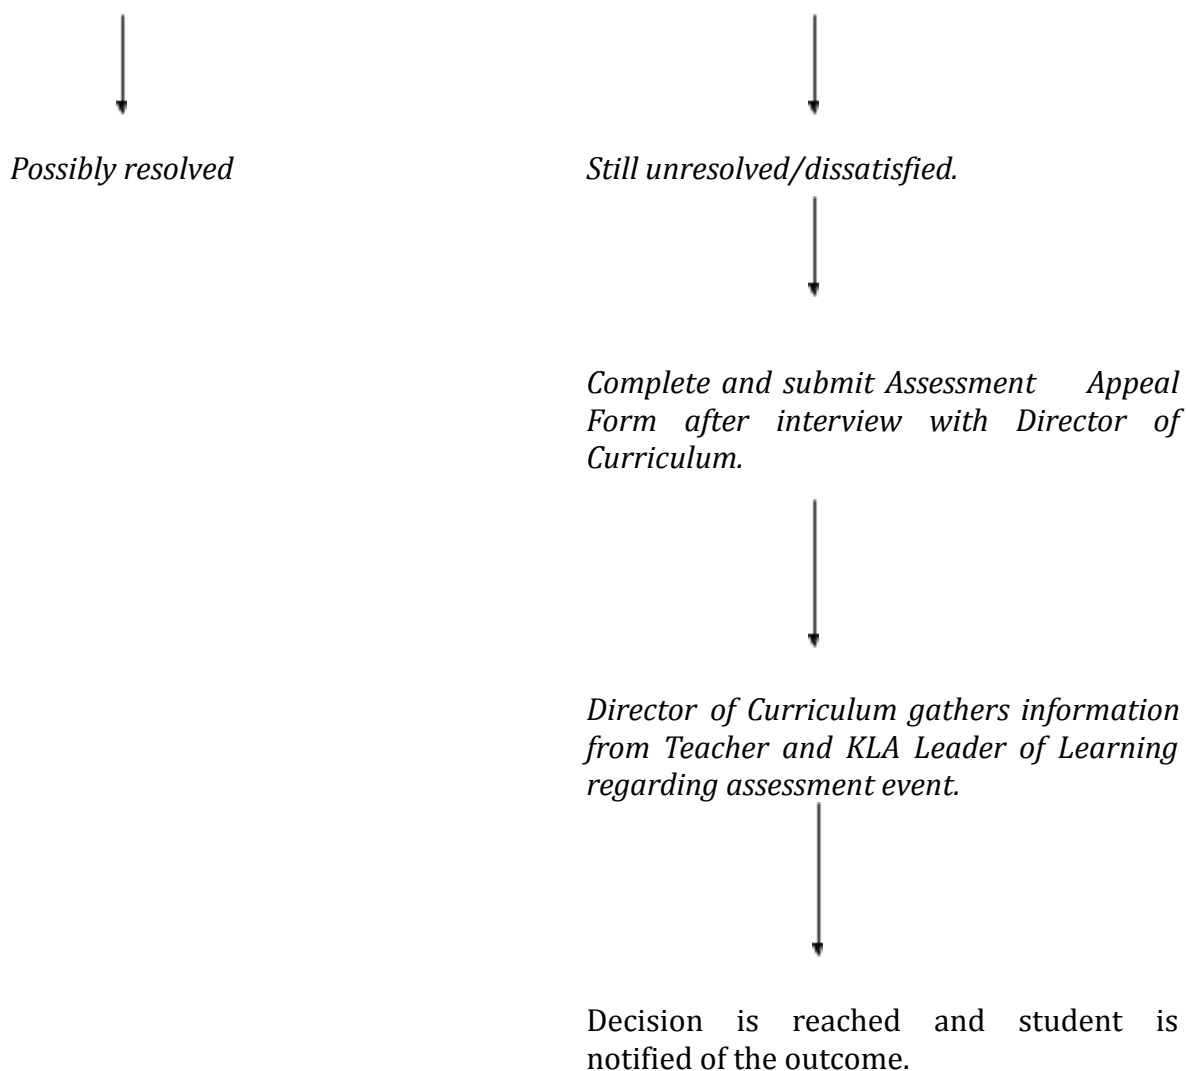 Possibly resolved
Still unresolved/dissatisfied.
Complete and submit Assessment Appeal
Form after interview with Director of
Curriculum.
Director of Curriculum gathers information
from Teacher and KLA Leader of Learning
regarding assessment event.
Decision is reached and student is
notified of the outcome.